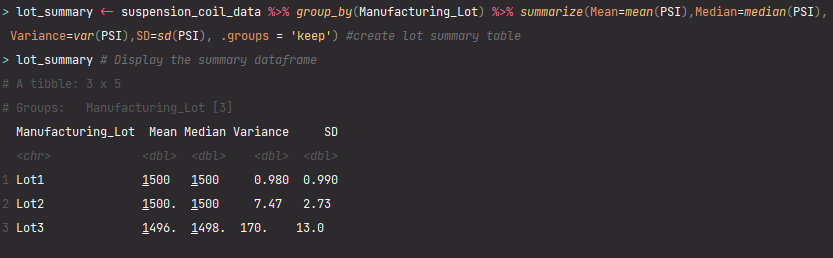 > lot_summary <- suspension_coil_data %>% group_by(Manufacturing_Lot) %>% summarize(Mean=mean(PSI),Median=median(PSI),
Variance=var(PSI),SD=sd(PSI), .groups = 'keep') #create lot summary table
> lot_summary # Display the summary dataframe
# A tibble: 3 x 5
# Groups:   Manufacturing_Lot [3]
  Manufacturing_Lot  Mean Median Variance     SD
  <chr>             <dbl>  <dbl>    <dbl>  <dbl>
1 Lot1              1500   1500     0.980  0.990
2 Lot2              1500.  1500     7.47   2.73
3 Lot3              1496.  1498.  170.    13.0